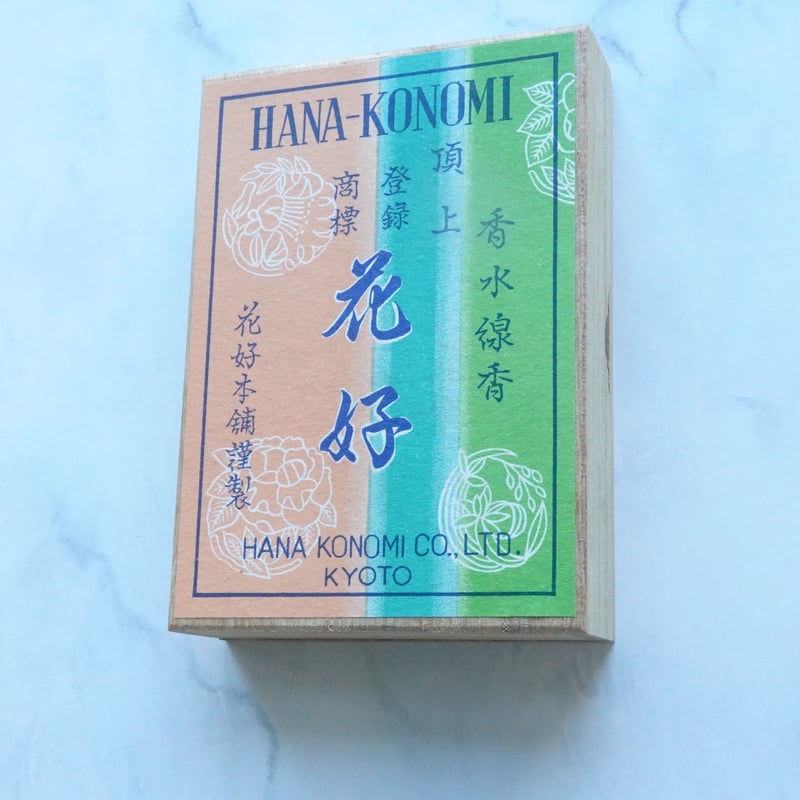 HANA-KONOMI
頂上
香水線香
登録
商標
花好
花好本舗謹製
HANA KONOMI CO., LTD.
KYOTO